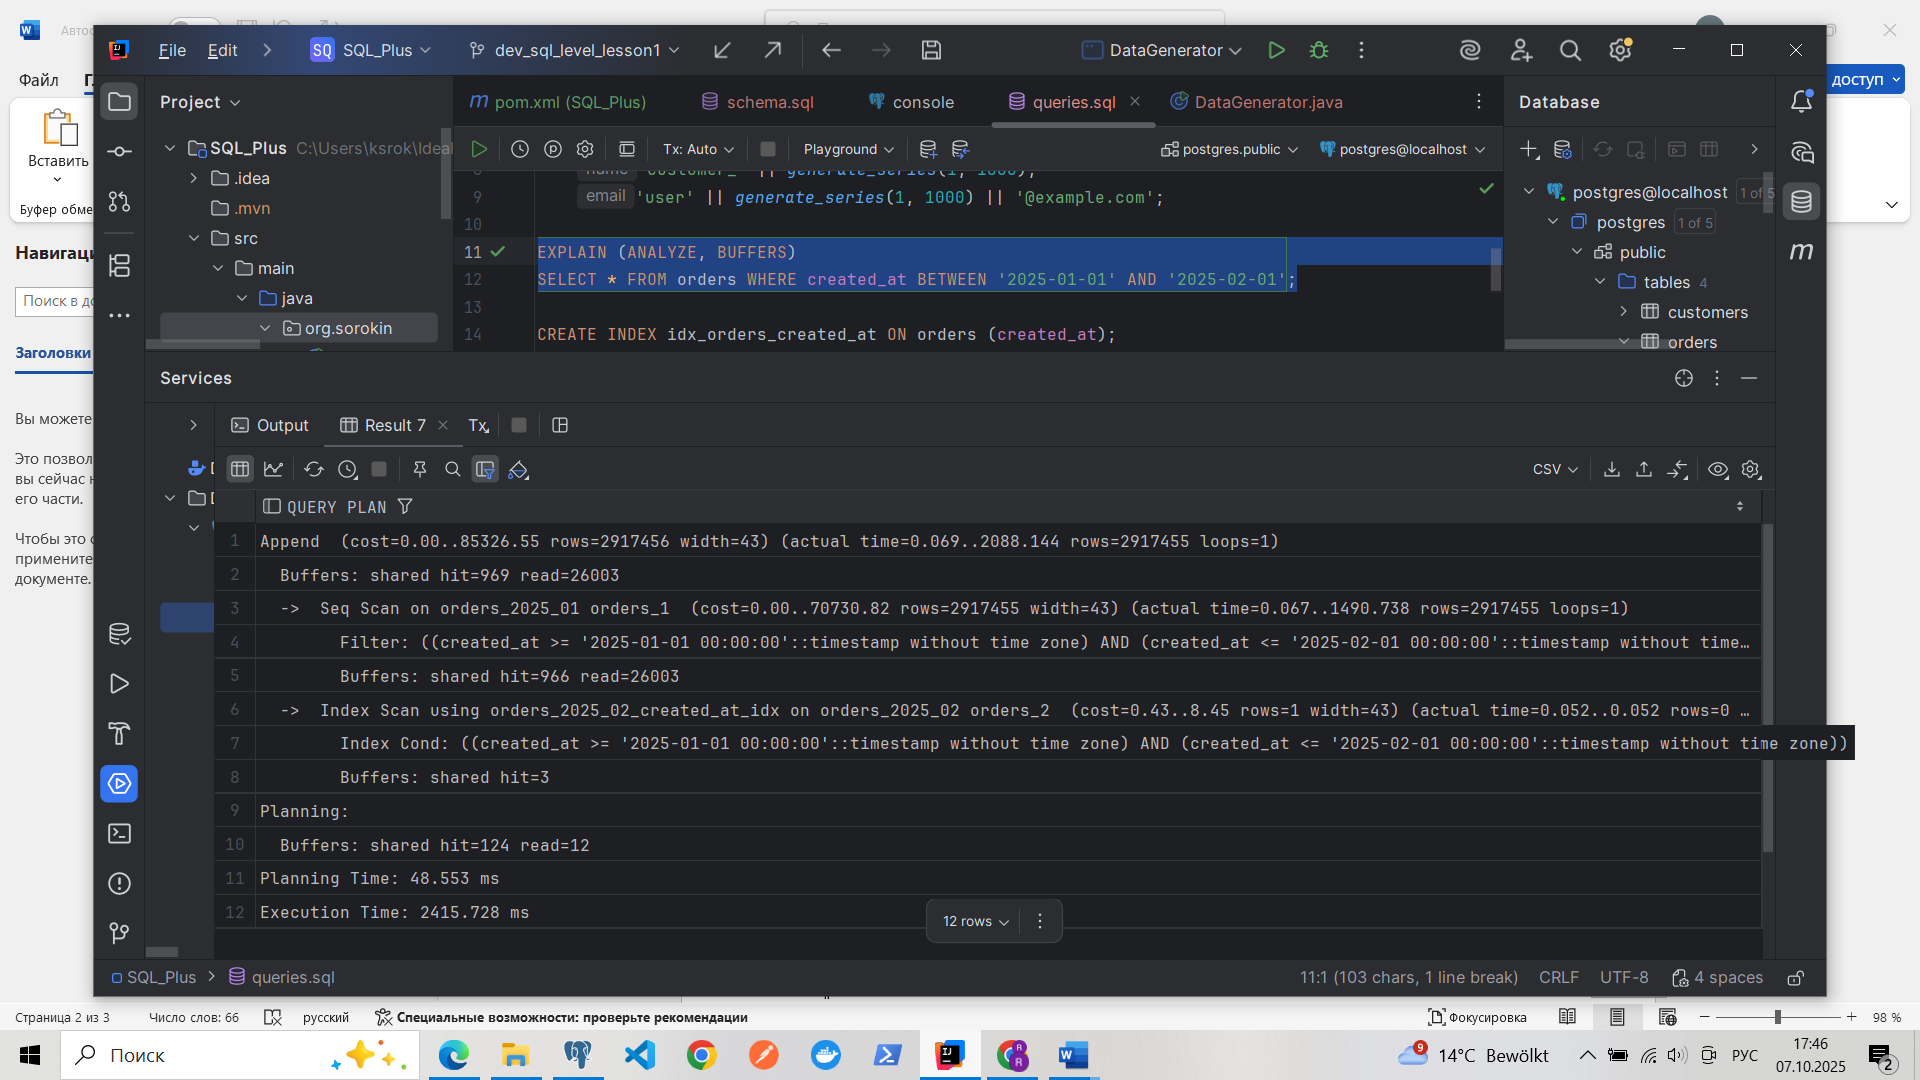 File Edit SQ SQL_Plus dev_sql_level_lesson1 DataGenerator
Файл
доступ
Вставить
Буфер обме
Поиск в до
Заголовки
Вы можете
вы сейчас
его части.
Чтобы это
примените
документе.
Project
SQL_Plus C:\Users\ksrok\Ideal
.idea
.mvn
src
main
java
org.sorokin
pom.xml (SQL_Plus) schema.sql console queries.sql DataGenerator.java
Tx: Auto Playground postgres.public postgres@localhost
9 email 'user' || generate_series(1, 1000) || '@example.com';
10
11 EXPLAIN (ANALYZE, BUFFERS)
12 SELECT * FROM orders WHERE created_at BETWEEN '2025-01-01' AND '2025-02-01';
13
14 CREATE INDEX idx_orders_created_at ON orders (created_at);
Database
postgres@localhost 1 of 5
postgres 1 of 5
public
tables 4
customers
orders
Services
Output Result 7 Tx
CSV
QUERY PLAN
1 Append (cost=0.00..85326.55 rows=2917456 width=43) (actual time=0.069..2088.144 rows=2917455 loops=1)
2 Buffers: shared hit=969 read=26003
3 -> Seq Scan on orders_2025_01 orders_1 (cost=0.00..70730.82 rows=2917455 width=43) (actual time=0.067..1490.738 rows=2917455 loops=1)
4 Filter: ((created_at >= '2025-01-01 00:00:00'::timestamp without time zone) AND (created_at <= '2025-02-01 00:00:00'::timestamp without time…
5 Buffers: shared hit=966 read=26003
6 -> Index Scan using orders_2025_02_created_at_idx on orders_2025_02 orders_2 (cost=0.43..8.45 rows=1 width=43) (actual time=0.052..0.052 rows=0 …
7 Index Cond: ((created_at >= '2025-01-01 00:00:00'::timestamp without time zone) AND (created_at <= '2025-02-01 00:00:00'::timestamp without time zone))
8 Buffers: shared hit=3
9 Planning:
10 Buffers: shared hit=124 read=12
11 Planning Time: 48.553 ms
12 Execution Time: 2415.728 ms
12 rows
SQL_Plus > queries.sql
11:1 (103 chars, 1 line break) CRLF UTF-8 4 spaces
Страница 2 из 3 Число слов: 66 русский Специальные возможности: проверьте рекомендации Фокусировка 98 %
Поиск
9 14°C Bewölkt РУС 17:46
07.10.2025 2